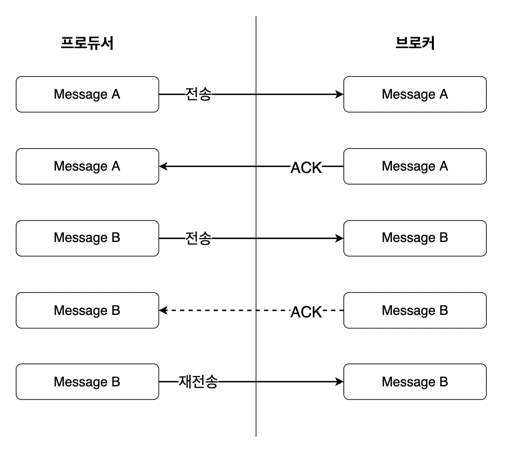 프로듀서 브로커
Message A 전송 Message A
Message A ACK Message A
Message B 전송 Message B
Message B ACK Message B
Message B 재전송 Message B